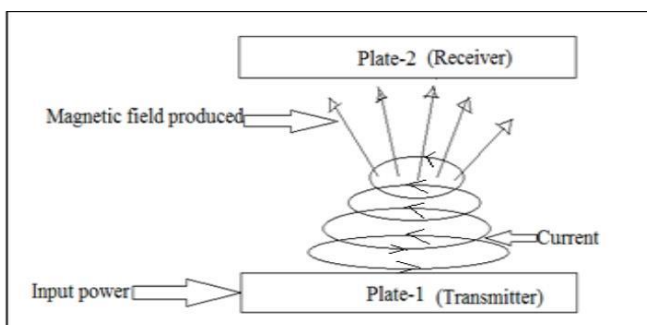 Plate-2 (Receiver)
Magnetic field produced
Current
Input power
Plate-1 (Transmitter)